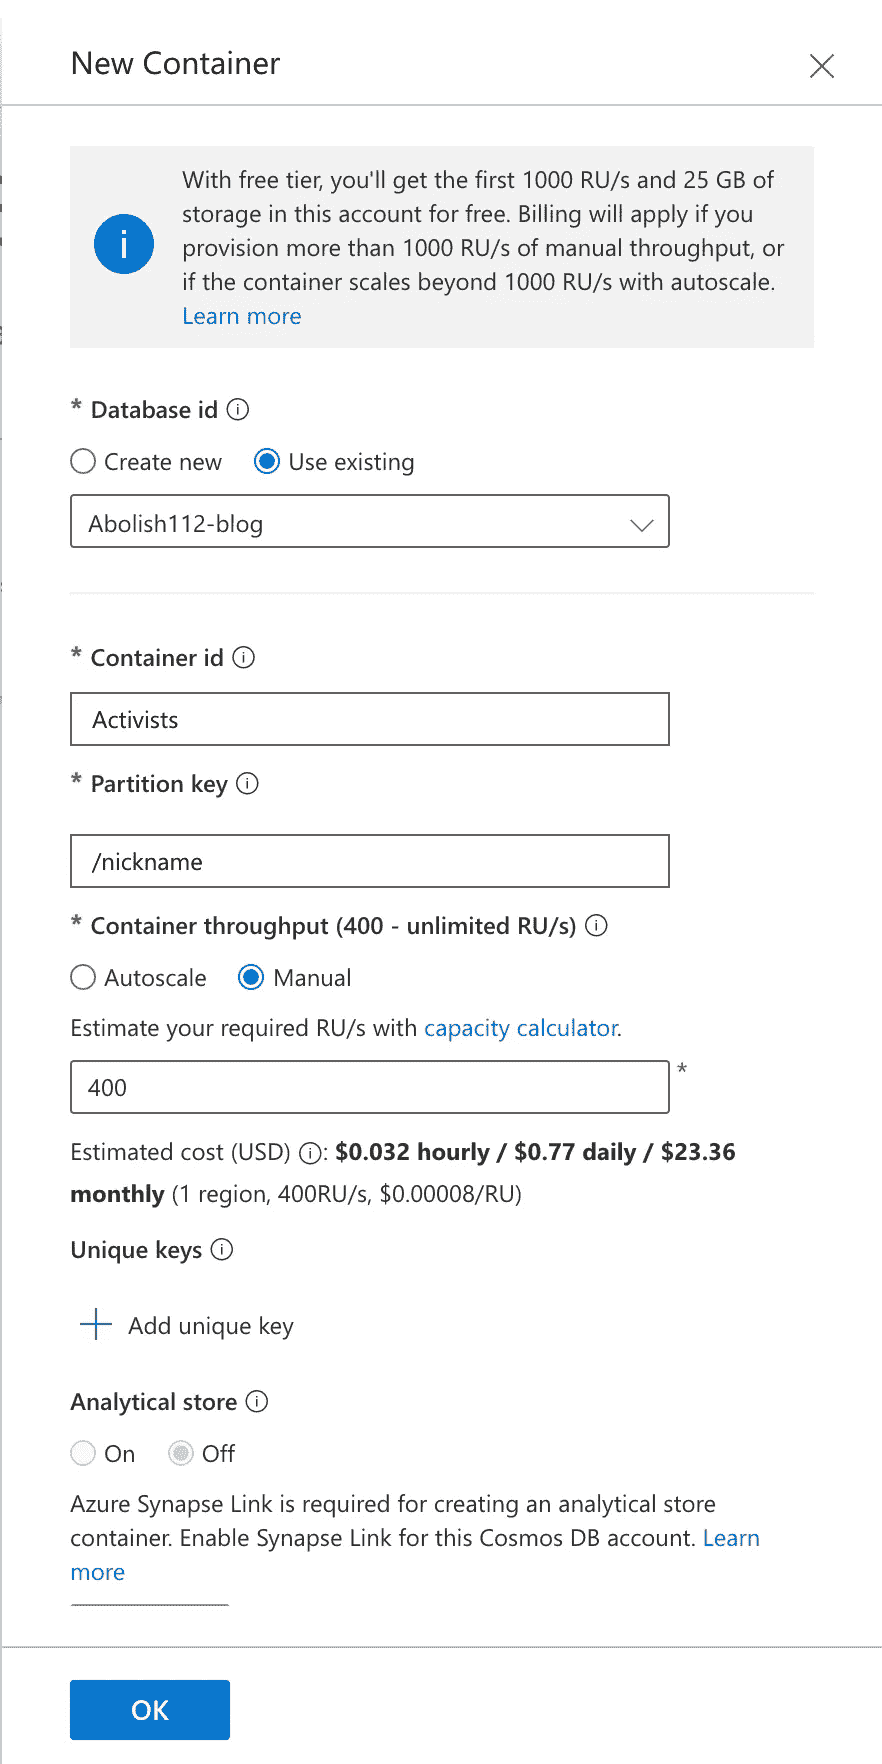 New Container
With free tier, you'll get the first 1000 RU/s and 25 GB of
storage in this account for free. Billing will apply if you
provision more than 1000 RU/s of manual throughput, or
if the container scales beyond 1000 RU/s with autoscale.
Learn more
* Database id
Create new Use existing
Abolish112-blog
* Container id
Activists
* Partition key
/nickname
* Container throughput (400 - unlimited RU/s)
Autoscale Manual
Estimate your required RU/s with capacity calculator.
400 *
Estimated cost (USD) : $0.032 hourly / $0.77 daily / $23.36
monthly (1 region, 400RU/s, $0.00008/RU)
Unique keys
Add unique key
Analytical store
On Off
Azure Synapse Link is required for creating an analytical store
container. Enable Synapse Link for this Cosmos DB account. Learn
more
OK